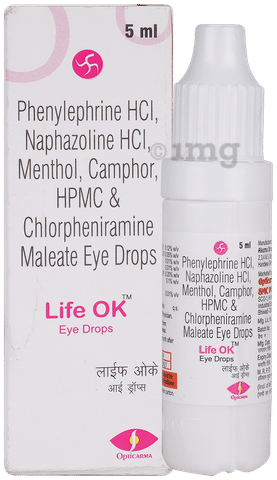 5 ml
Phenylephrine HCl,
Naphazoline HCl,
Menthol, Camphor,
HPMC &
Chlorpheniramine
Maleate Eye Drops
Life OK™
Eye Drops
लाईफ ओके
आई ड्रॉप्स
OPTICARMA
1mg
5 ml
Phenylephrine HCl,
Naphazoline HCl,
Menthol, Camphor,
HPMC &
Chlorpheniramine
Maleate Eye Drops
Life OK™
Eye Drops
लाईफ ओके
आई ड्रॉप्स
OPTICARMA